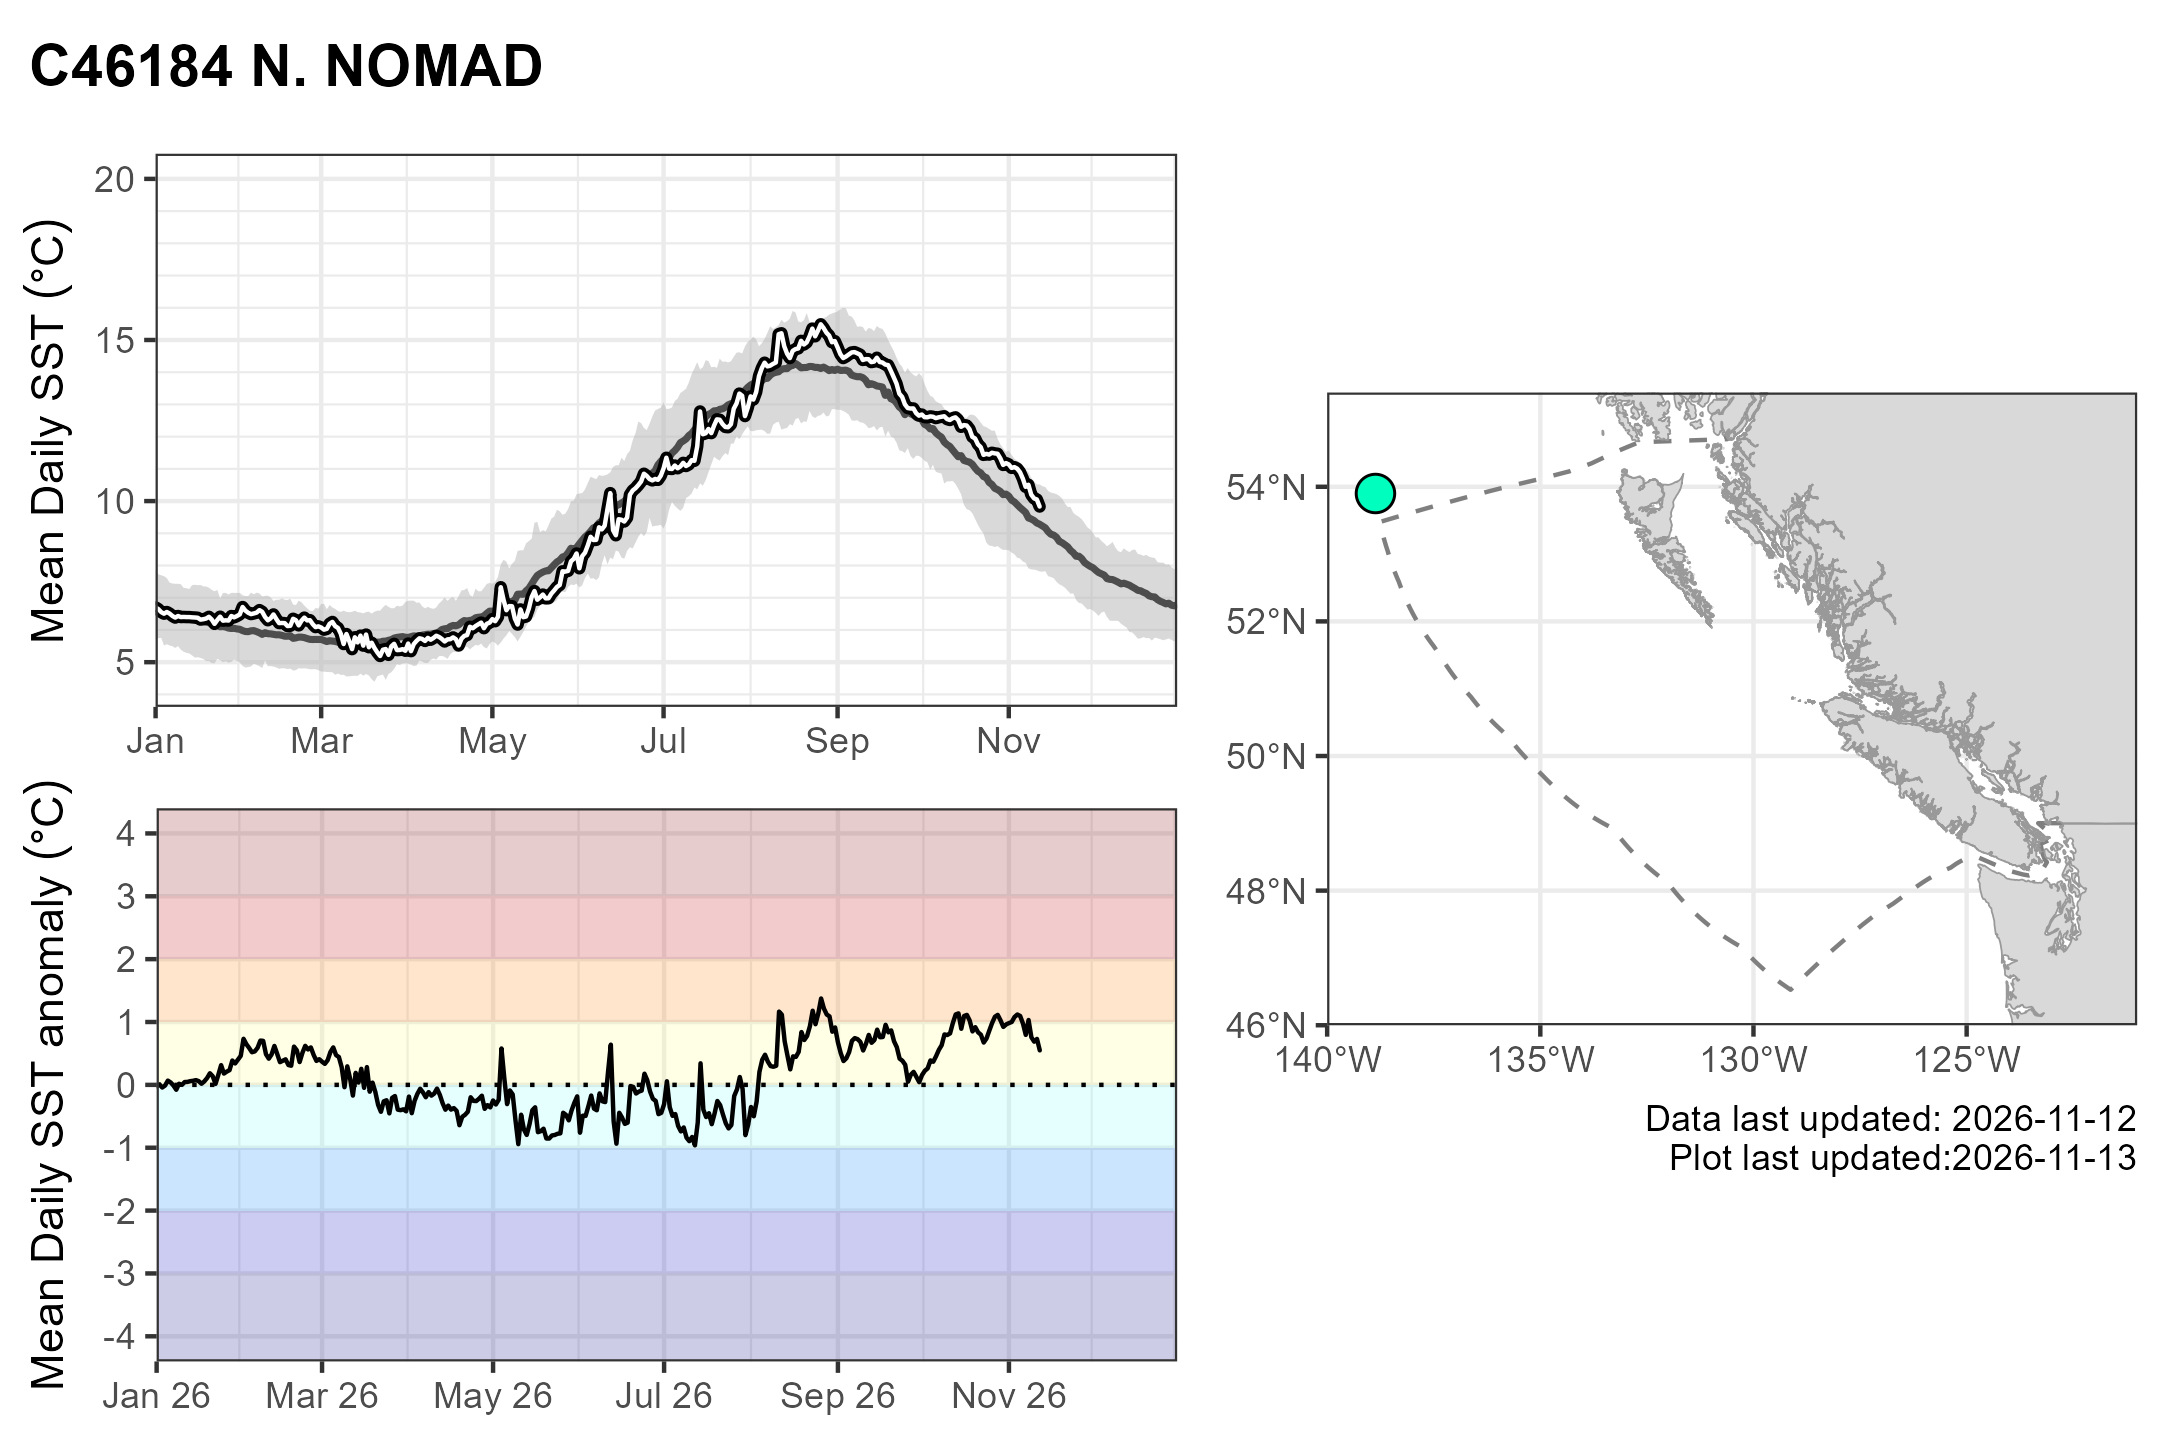 C46184 N. NOMAD
Mean Daily SST (°C)
20
15
10
5
Jan Mar May Jul Sep Nov
Mean Daily SST anomaly (°C)
4
3
2
1
0
-1
-2
-3
-4
Jan 26 Mar 26 May 26 Jul 26 Sep 26 Nov 26
54°N
52°N
50°N
48°N
46°N
140°W 135°W 130°W 125°W
Data last updated: 2026-11-12
Plot last updated:2026-11-13